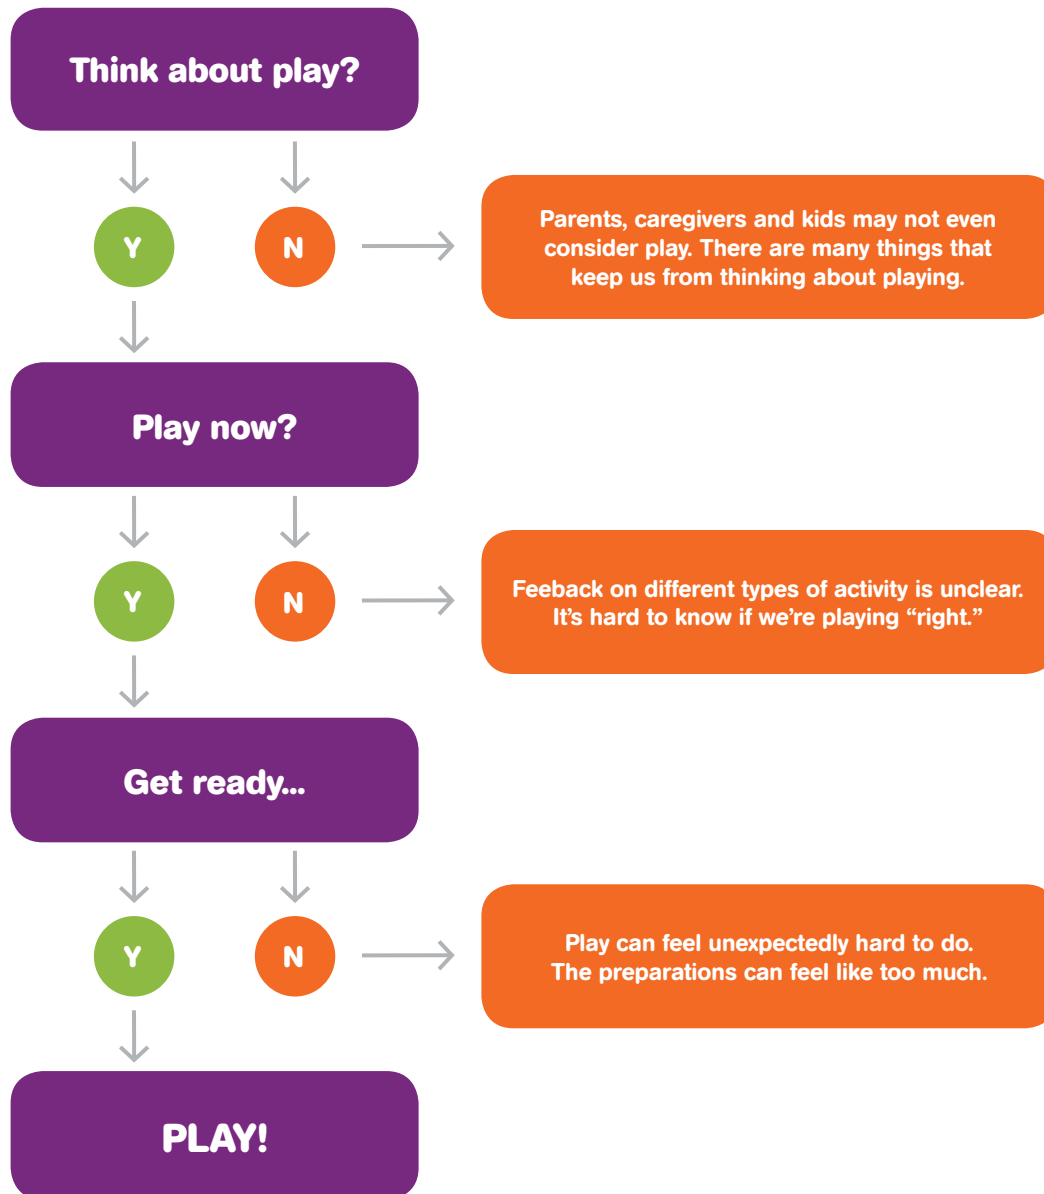 Think about play?
Y
N
Parents, caregivers and kids may not even
consider play. There are many things that
keep us from thinking about playing.
Play now?
Y
N
Feeback on different types of activity is unclear.
It’s hard to know if we’re playing “right.”
Get ready...
Y
N
Play can feel unexpectedly hard to do.
The preparations can feel like too much.
PLAY!